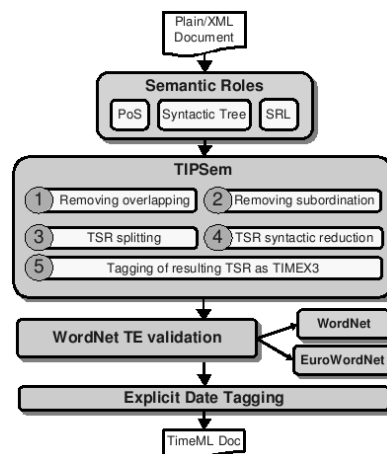 Plain/XML
Document
Semantic Roles
PoS
Syntactic Tree
SRL
TIPSem
1 Removing overlapping
2 Removing subordination
3 TSR splitting
4 TSR syntactic reduction
5 Tagging of resulting TSR as TIMEX3
WordNet TE validation
WordNet
EuroWordNet
Explicit Date Tagging
TimeML Doc